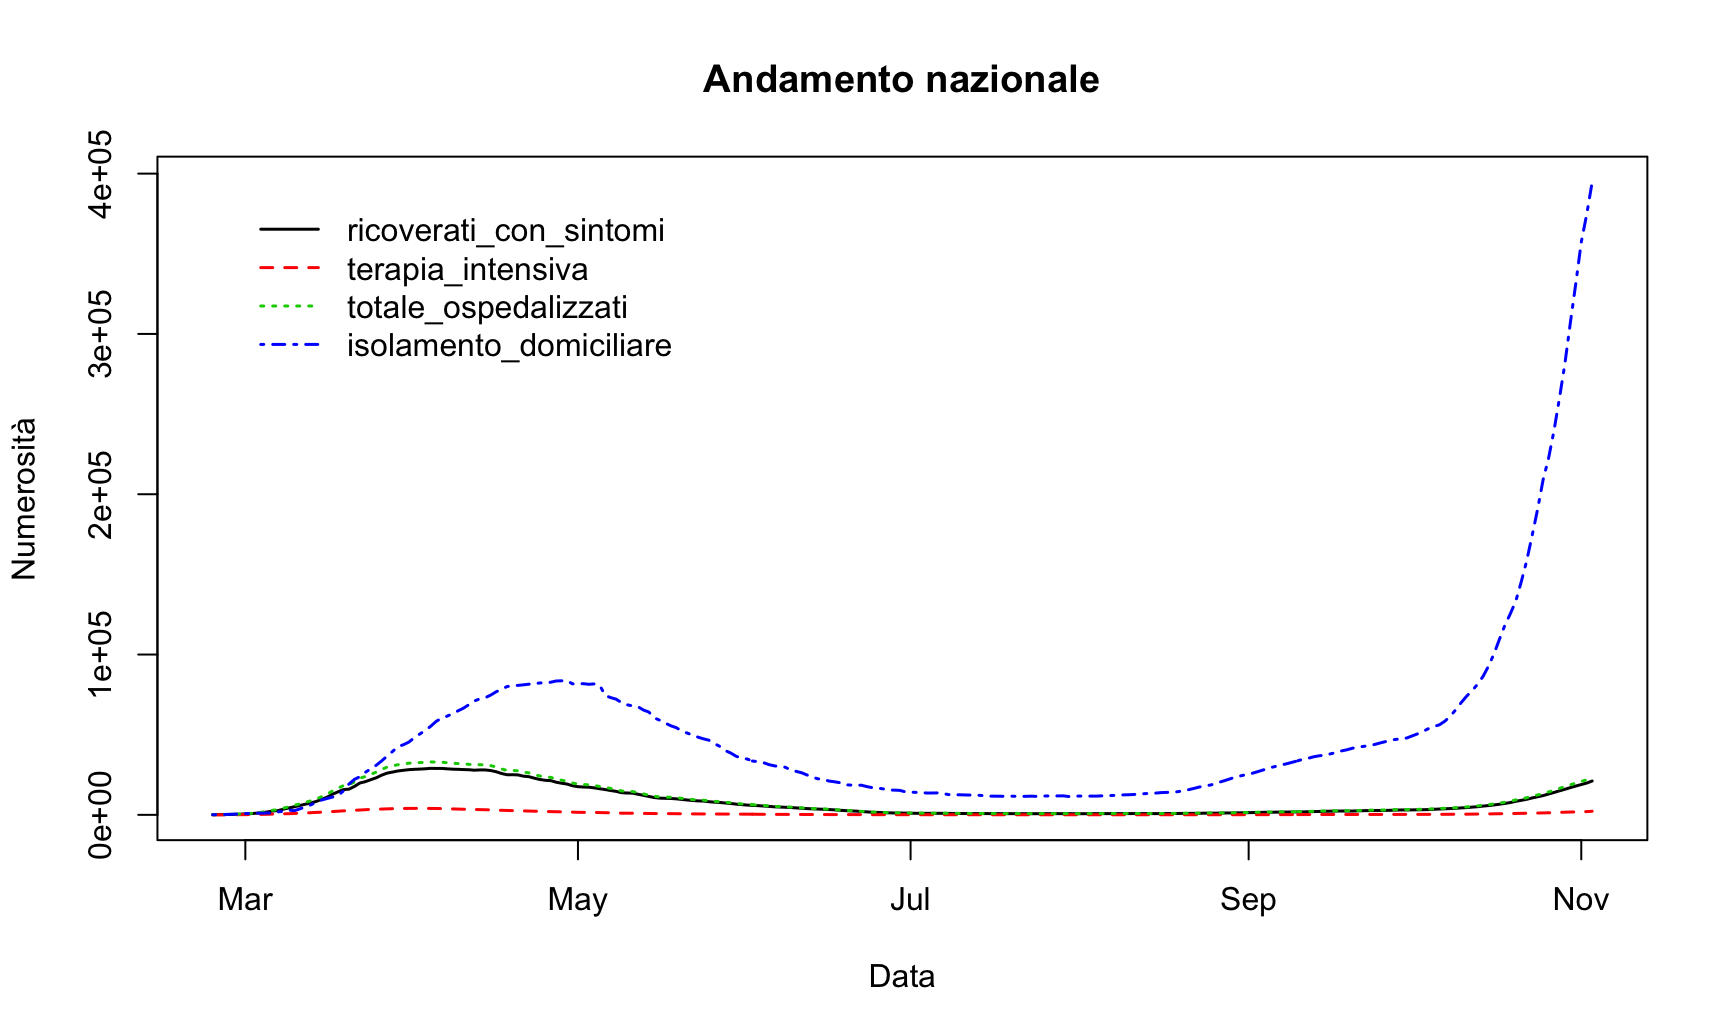 Andamento nazionale
4e+05
3e+05
2e+05
1e+05
0e+00
Numerosità
ricoverati_con_sintomi
terapia_intensiva
totale_ospedalizzati
isolamento_domiciliare
Mar May Jul Sep Nov
Data